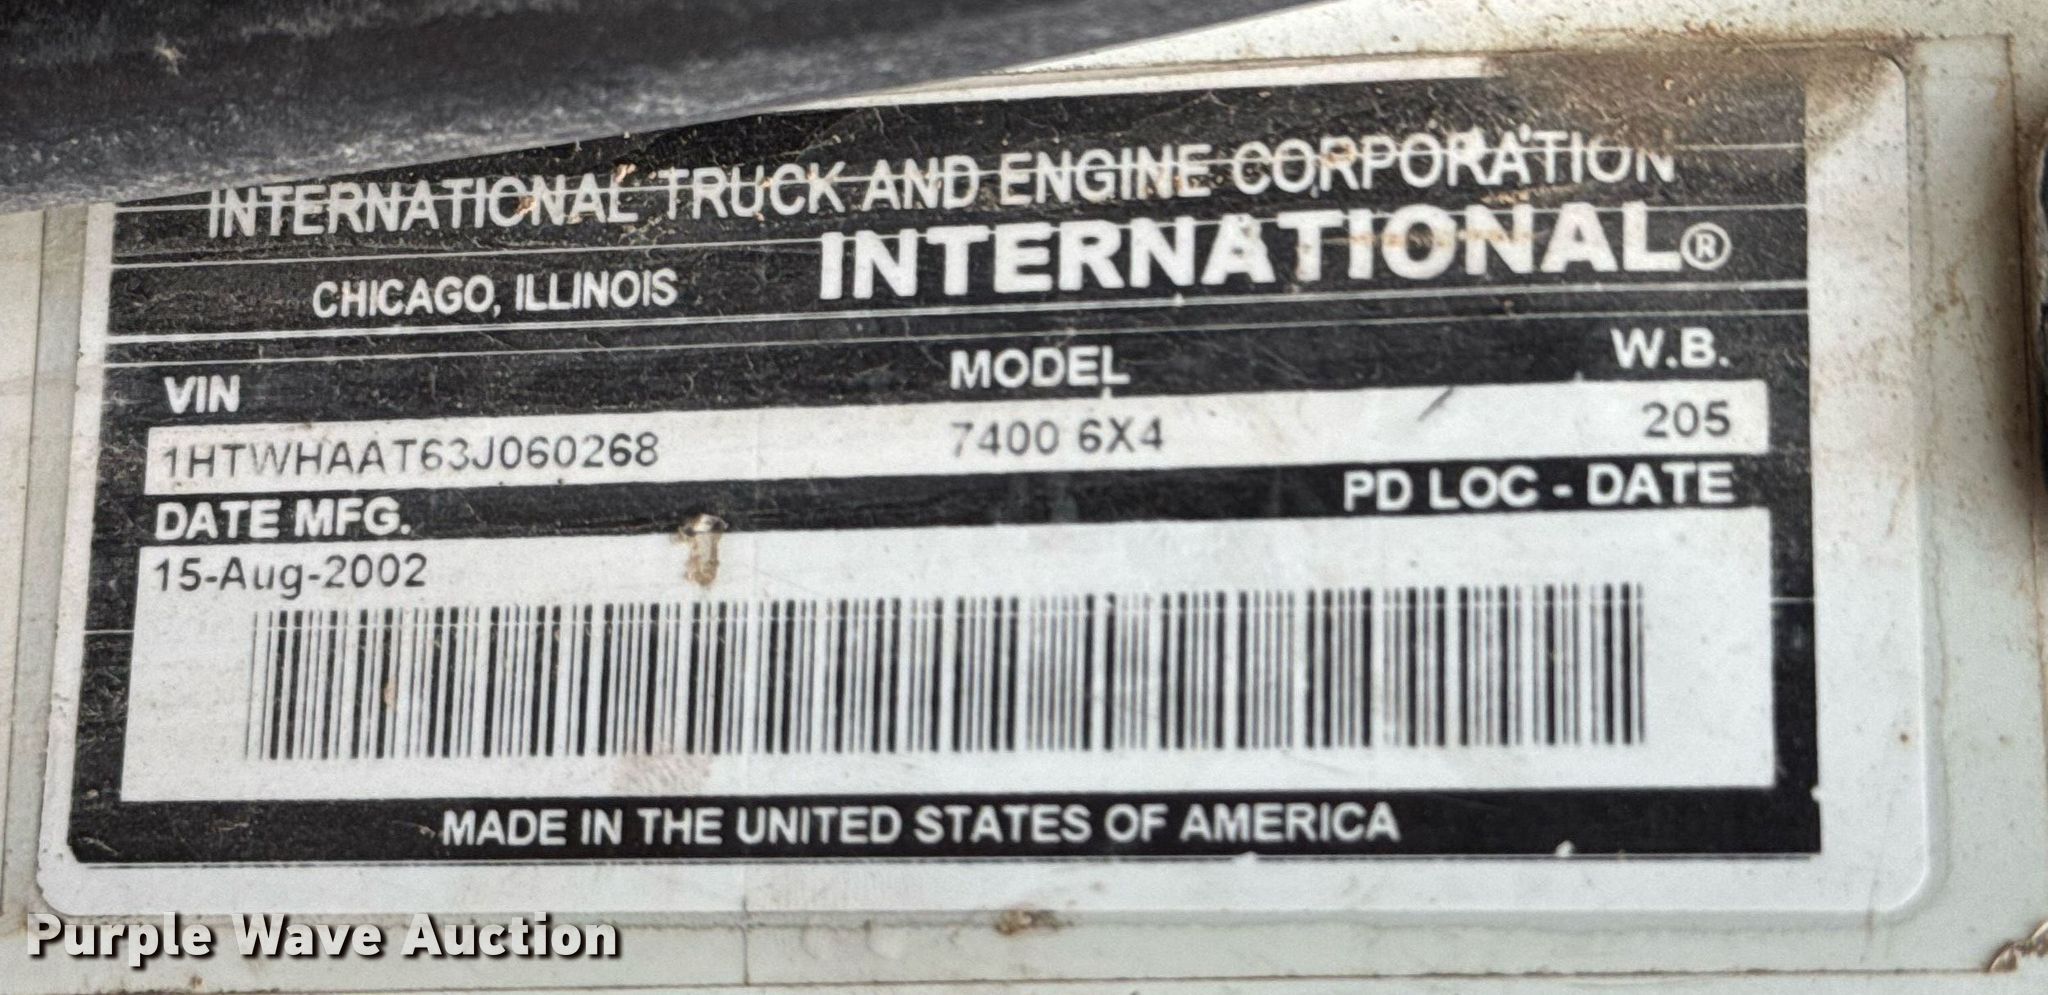 INTERNATIONAL TRUCK AND ENGINE CORPORATION
CHICAGO, ILLINOIS INTERNATIONAL®
VIN MODEL W.B.
1HTWHAAT63J060268 7400 6X4 205
DATE MFG. PD LOC - DATE
15-Aug-2002
MADE IN THE UNITED STATES OF AMERICA
Purple Wave Auction